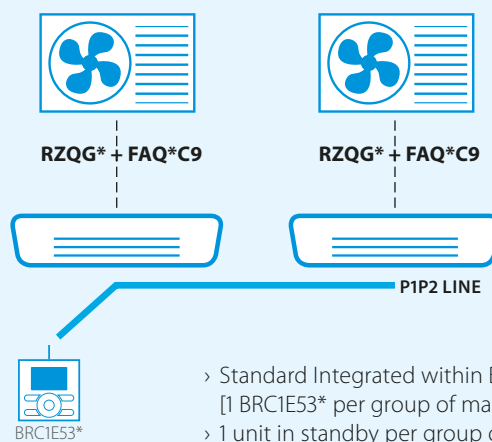 RZQG* + FAQ*C9 RZQG* + FAQ*C9
P1P2 LINE
› Standard Integrated within
[1 BRC1E53* per group of
BRC1E53*
› 1 unit in standby per group